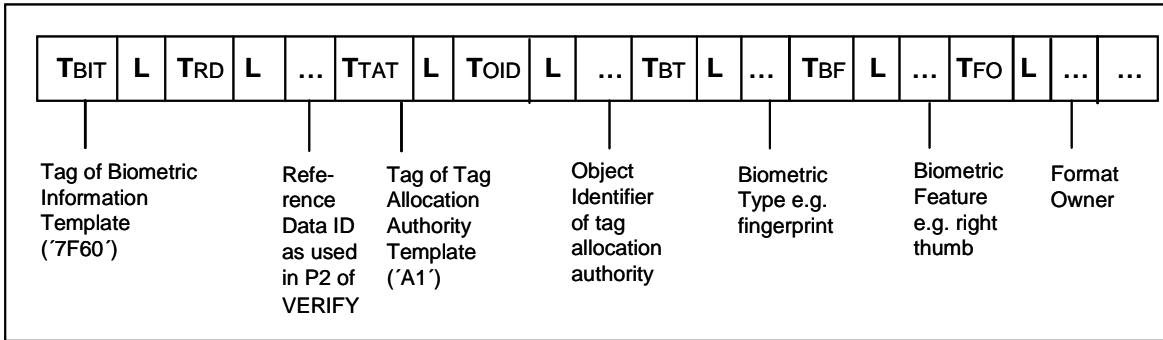 TBIT L TRD L ... TTAT L TOID L ... TBT L ... TBF L ... TFO L ... ...
Tag of Biometric
Information
Template
(´7F60´)
Refe-
rence
Data ID
as used
in P2 of
VERIFY
Tag of Tag
Allocation
Authority
Template
(´A1´)
Object
Identifier
of tag
allocation
authority
Biometric
Type e.g.
fingerprint
Biometric
Feature
e.g. right
thumb
Format
Owner